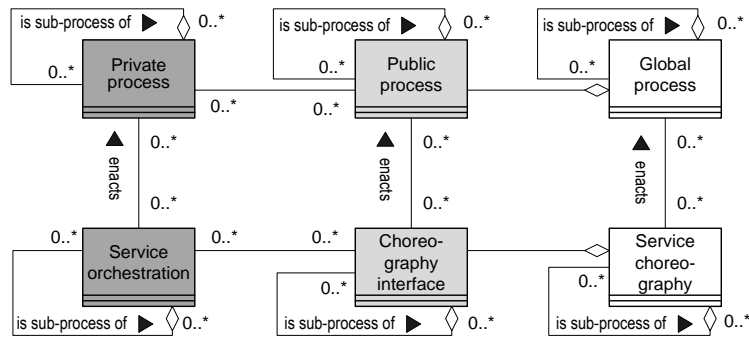 is sub-process of 0..*
is sub-process of 0..*
is sub-process of 0..*
0..*
Private
process
0..*
0..*
0..*
Public
process
0..*
Global
process
0..*
0..*
0..*
enacts
enacts
enacts
0..*
0..*
0..*
0..*
Service
orchestration
0..*
0..*
Choreo-
graphy
interface
Service
choreo-
graphy
0..*
0..*
is sub-process of 0..*
is sub-process of 0..*
is sub-process of 0..*